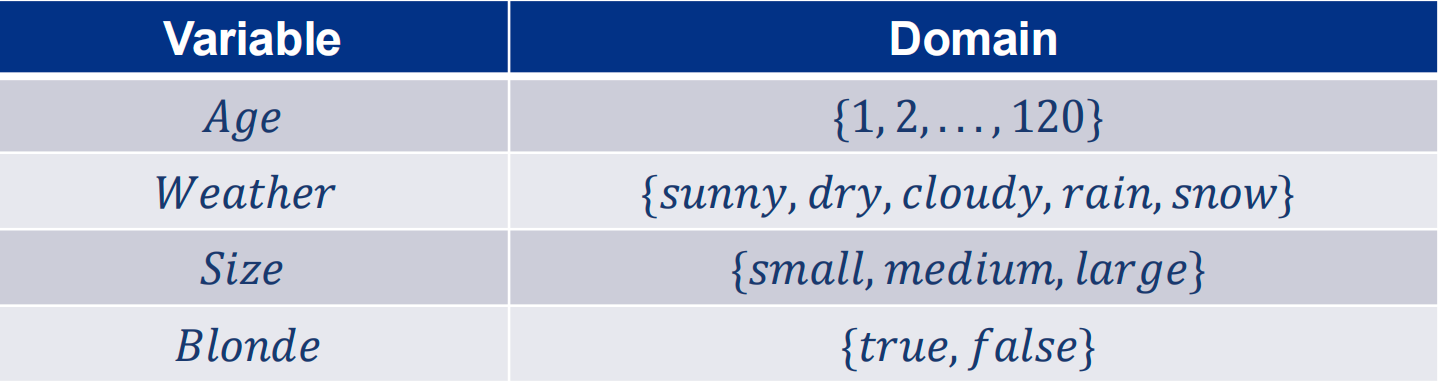 Variable Domain
Age {1, 2, . . . , 120}
Weather {sunny, dry, cloudy, rain, snow}
Size {small, medium, large}
Blonde {true, false}